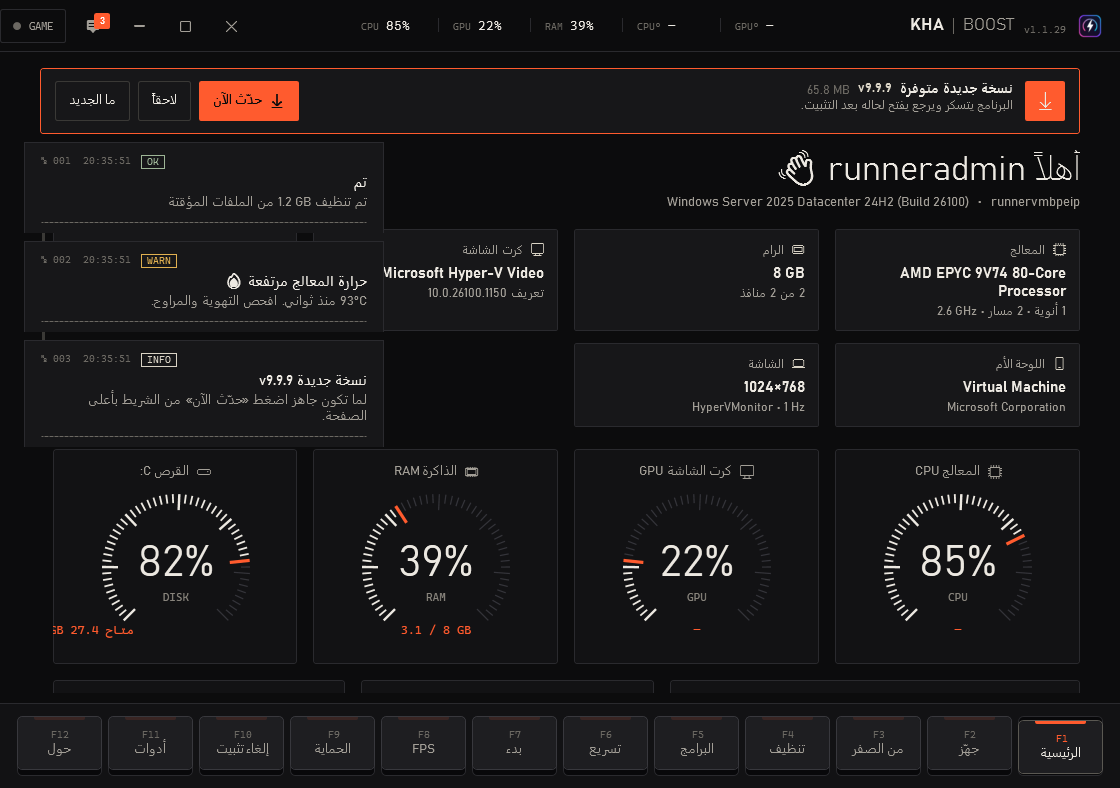 KHA | BOOST v1.1.29
CPU 85%
GPU 22%
RAM 39%
CPU° —
GPU° —
3
GAME
نسخة جديدة متوفرة v9.9.9 65.8 MB
البرنامج يتسكر ويرجع يفتح لحاله بعد التثبيت.
حدّث الآن
لاحقاً
ما الجديد
أهلاً runneradmin
Windows Server 2025 Datacenter 24H2 (Build 26100) • runnervmbpeip
№ 001 20:35:51 OK
تم
تم تنظيف 1.2 GB من الملفات المؤقتة
№ 002 20:35:51 WARN
حرارة المعالج مرتفعة
93°C منذ ثواني. افحص التهوية والمراوح.
№ 003 20:35:51 INFO
نسخة جديدة v9.9.9
لما تكون جاهز اضغط «حدّث الآن» من الشريط بأعلى
الصفحة.
المعالج
AMD EPYC 9V74 80-Core
Processor
1 أنوية • 2 مسار • 2.6 GHz
الرام
8 GB
2 من 2 منافذ
كرت الشاشة
Microsoft Hyper-V Video
تعريف 10.0.26100.1150
اللوحة الأم
Virtual Machine
Microsoft Corporation
الشاشة
1024×768
HyperVMonitor • 1 Hz
المعالج CPU
85%
CPU
—
كرت الشاشة GPU
22%
GPU
—
الذاكرة RAM
39%
RAM
3.1 / 8 GB
القرص C:
82%
DISK
متاح 27.4 GB
F1
الرئيسية
F2
جهّز
F3
من الصفر
F4
تنظيف
F5
البرامج
F6
تسريع
F7
بدء
F8
FPS
F9
الحماية
F10
إلغاء تثبيت
F11
أدوات
F12
حول